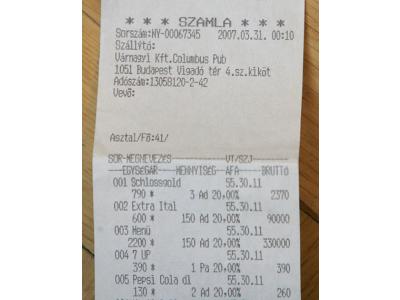 * * * SZÁMLA * * *
Sorszám:NY-00067345 2007.03.31. 00:10
Szállító:
Várnagyi Kft.Columbus Pub
1051 Budapest Vigadó tér 4.sz.kiköt
Adószám:13058120-2-42
Vevő:
Asztal/Fő:41/
SOR-MEGNEVEZÉS VT/SZJ
EGYSÉGÁR MENNYISÉG ÁFA BRUTTÓ
001 Schlossgold 55.30.11
790 * 3 Ad 20,00% 2370
002 Extra Ital 55.30.11
600 * 150 Ad 20,00% 90000
003 Menü 55.30.11
2200 * 150 Ad 20,00% 330000
004 7 UP 55.30.11
390 * 1 Pa 20,00% 390
005 Pepsi Cola dl 55.30.11
130 * 2 Ad 20,00% 260